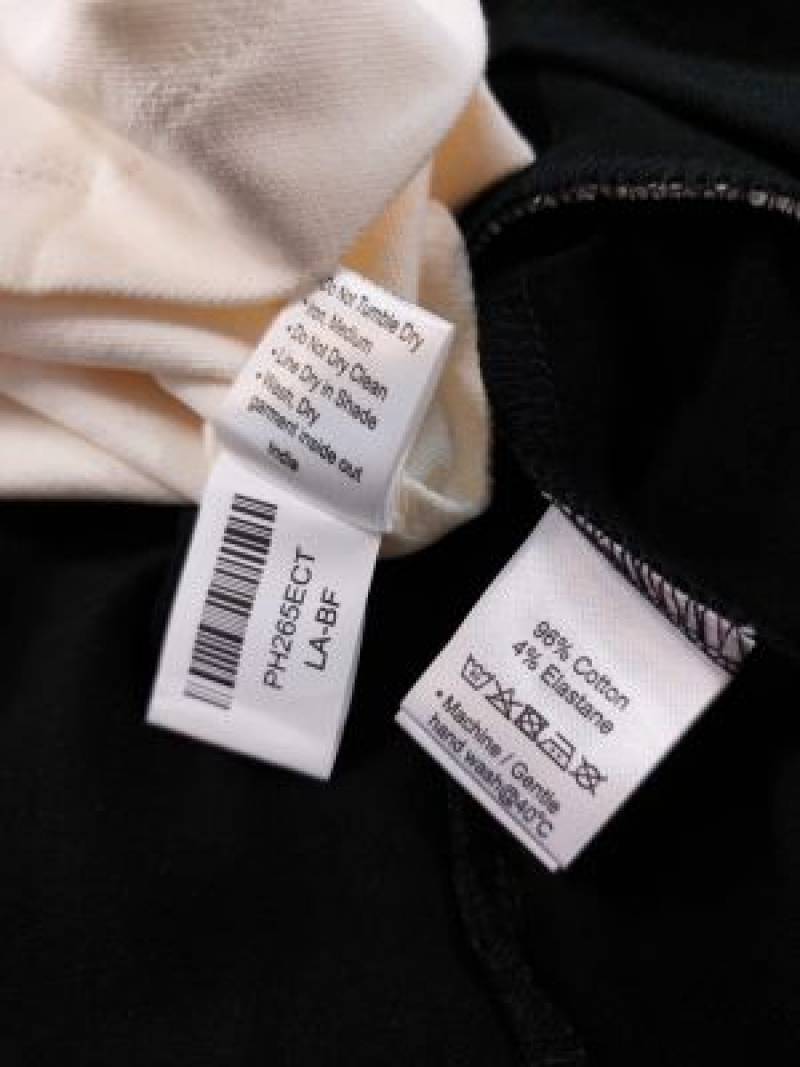 Do Not Tumble Dry
• Iron, Medium
• Do Not Dry Clean
• Line Dry in Shade
• Wash, Dry
garment inside out
India
PH265ECT
LA-BF
96% Cotton
4% Elastane
• Machine / Gentle
hand wash@40°C